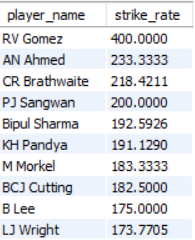 player_name strike_rate
RV Gomez 400.0000
AN Ahmed 233.3333
CR Brathwaite 218.4211
PJ Sangwan 200.0000
Bipul Sharma 192.5926
KH Pandya 191.1290
M Morkel 183.3333
BCJ Cutting 182.5000
B Lee 175.0000
LJ Wright 173.7705